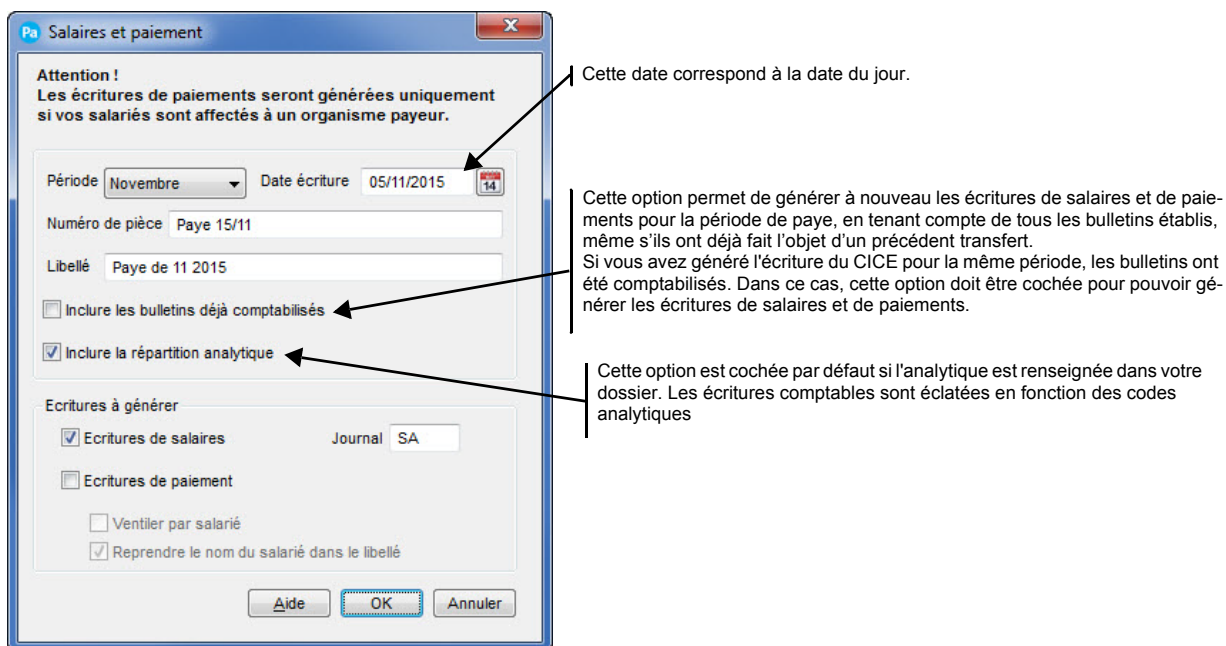 Pa Salaires et paiement
Attention !
Les écritures de paiements seront générées uniquement
si vos salariés sont affectés à un organisme payeur.
Période Novembre Date écriture 05/11/2015 14
Numéro de pièce Paye 15/11
Libellé Paye de 11 2015
Inclure les bulletins déjà comptabilisés
Inclure la répartition analytique
Ecritures à générer
Ecritures de salaires Journal SA
Ecritures de paiement
Ventiler par salarié
Reprendre le nom du salarié dans le libellé
Aide OK Annuler
Cette date correspond à la date du jour.
Cette option permet de générer à nouveau les écritures de salaires et de paie-
ments pour la période de paye, en tenant compte de tous les bulletins établis,
même s'ils ont déjà fait l'objet d'un précédent transfert.
Si vous avez généré l'écriture du CICE pour la même période, les bulletins ont
été comptabilisés. Dans ce cas, cette option doit être cochée pour pouvoir gé-
nérer les écritures de salaires et de paiements.
Cette option est cochée par défaut si l'analytique est renseignée dans votre
dossier. Les écritures comptables sont éclatées en fonction des codes
analytiques